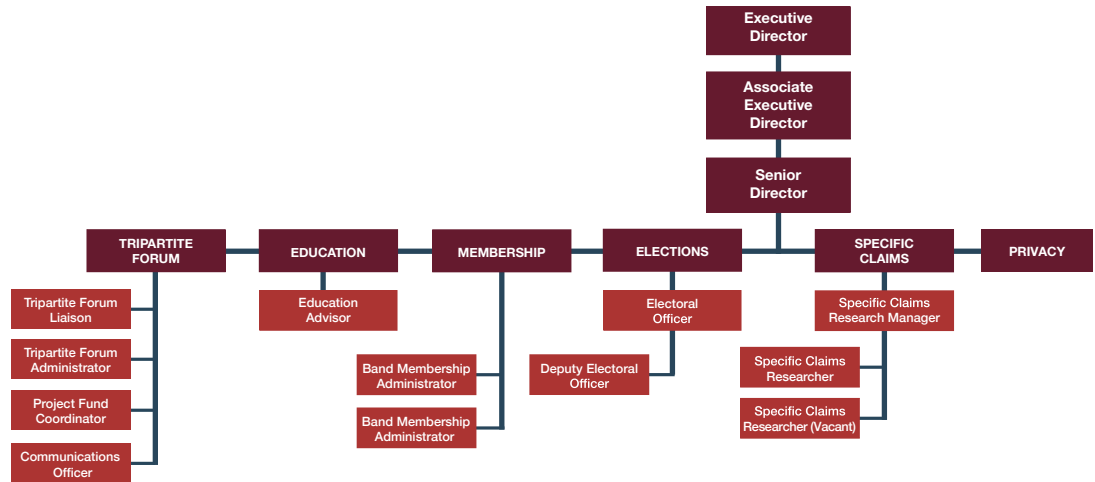 Executive
Director
Associate
Executive
Director
Senior
Director
TRIPARTITE
FORUM
EDUCATION
MEMBERSHIP
ELECTIONS
SPECIFIC
CLAIMS
PRIVACY
Tripartite Forum
Liaison
Tripartite Forum
Administrator
Project Fund
Coordinator
Communications
Officer
Education
Advisor
Band Membership
Administrator
Band Membership
Administrator
Electoral
Officer
Deputy Electoral
Officer
Specific Claims
Research Manager
Specific Claims
Researcher
Specific Claims
Researcher (Vacant)